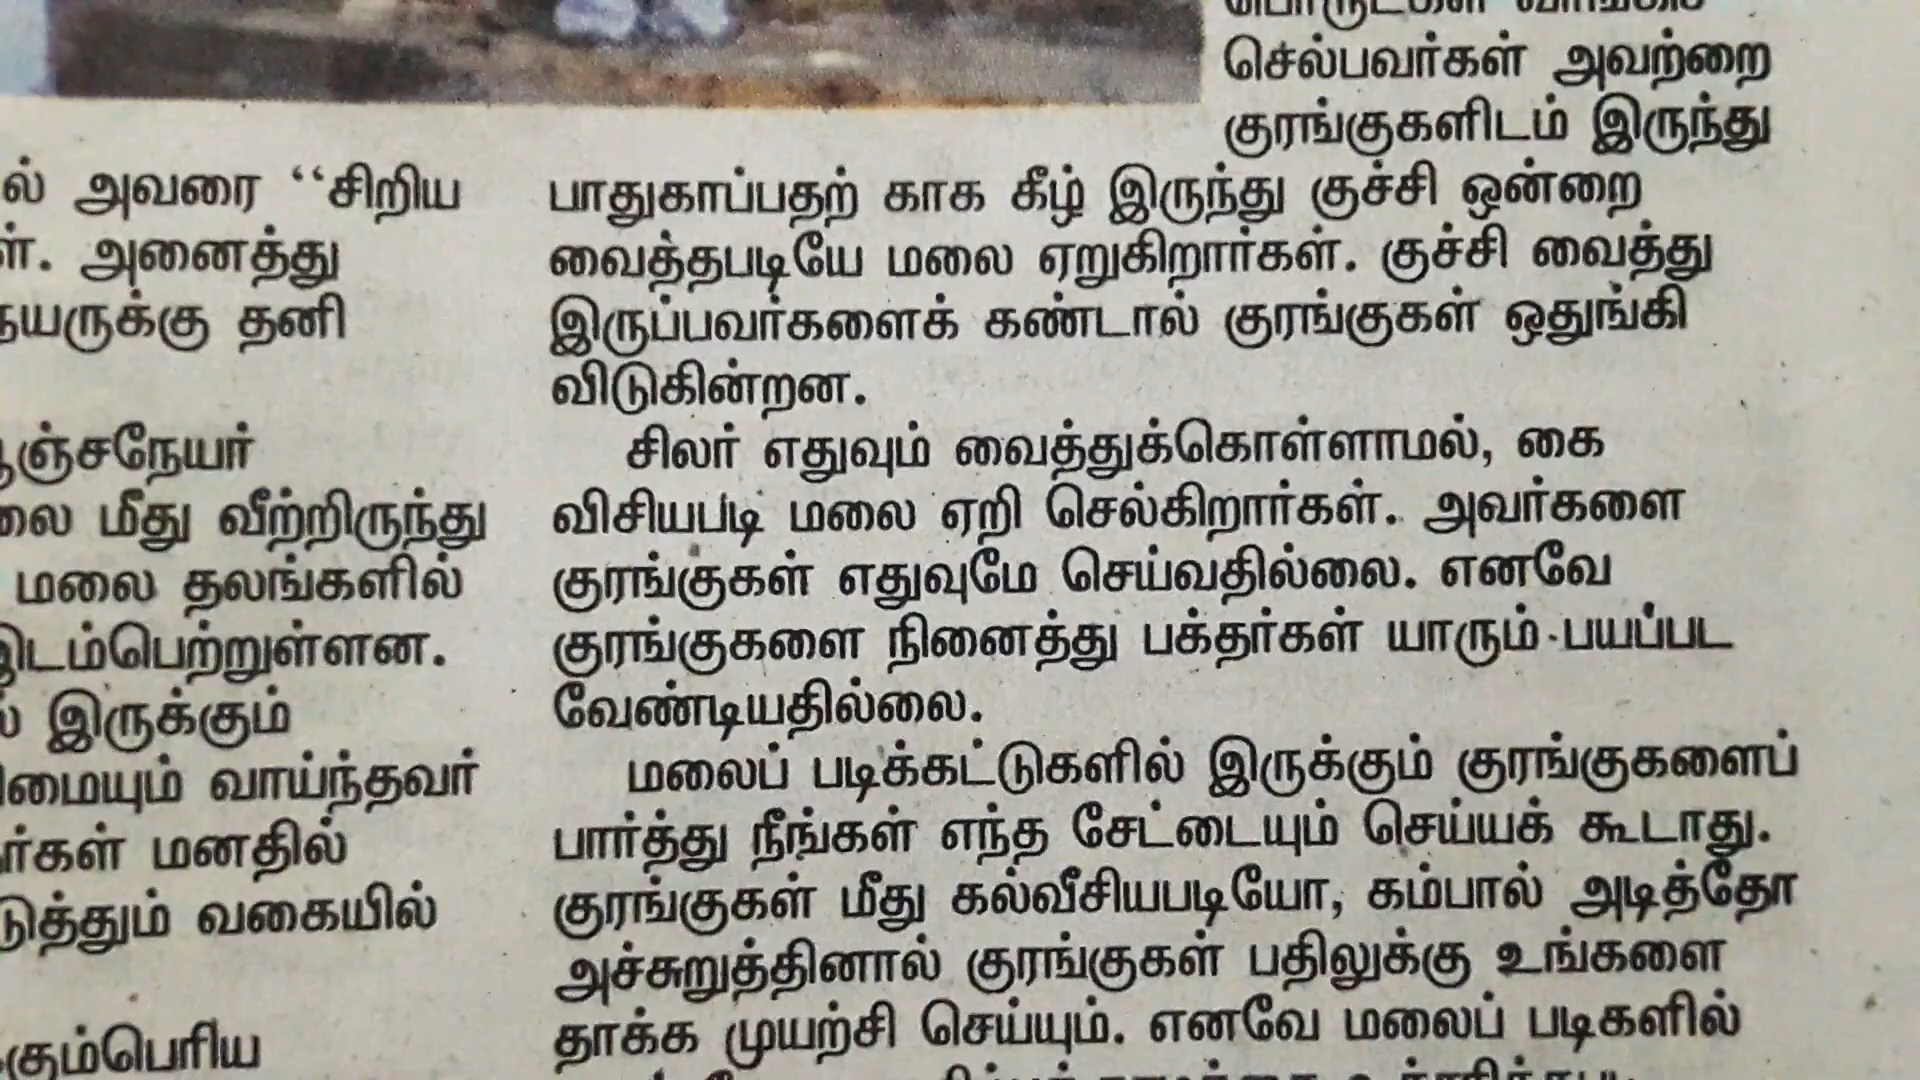 ல் அவரை “சிறிய
ள். அனைத்து
தனி
மீது வீற்றிருந்து
மலை தலங்களில்
இடம்பெற்றுள்ளன.
இருக்கும்
வாய்ந்தவர்
மனதில்
வகையில்
செல்பவர்கள் அவற்றை
குரங்குகளிடம் இருந்து
பாதுகாப்பதற் காக கீழ் இருந்து குச்சி ஒன்றை
வைத்தபடியே மலை ஏறுகிறார்கள். குச்சி வைத்து
இருப்பவர்களைக் கண்டால் குரங்குகள் ஒதுங்கி
விடுகின்றன.
சிலர் எதுவும் வைத்துக்கொள்ளாமல், கை
விசியபடி மலை ஏறி செல்கிறார்கள். அவர்களை
குரங்குகள் எதுவுமே செய்வதில்லை. எனவே
குரங்குகளை நினைத்து பக்தர்கள் யாரும் பயப்பட
வேண்டியதில்லை.
மலைப் படிக்கட்டுகளில் இருக்கும் குரங்குகளைப்
பார்த்து நீங்கள் எந்த சேட்டையும் செய்யக் கூடாது.
குரங்குகள் மீது கல்வீசியபடியோ, கம்பால் அடித்தோ
அச்சுறுத்தினால் குரங்குகள் பதிலுக்கு உங்களை
தாக்க முயற்சி செய்யும். எனவே மலைப் படிகளில்